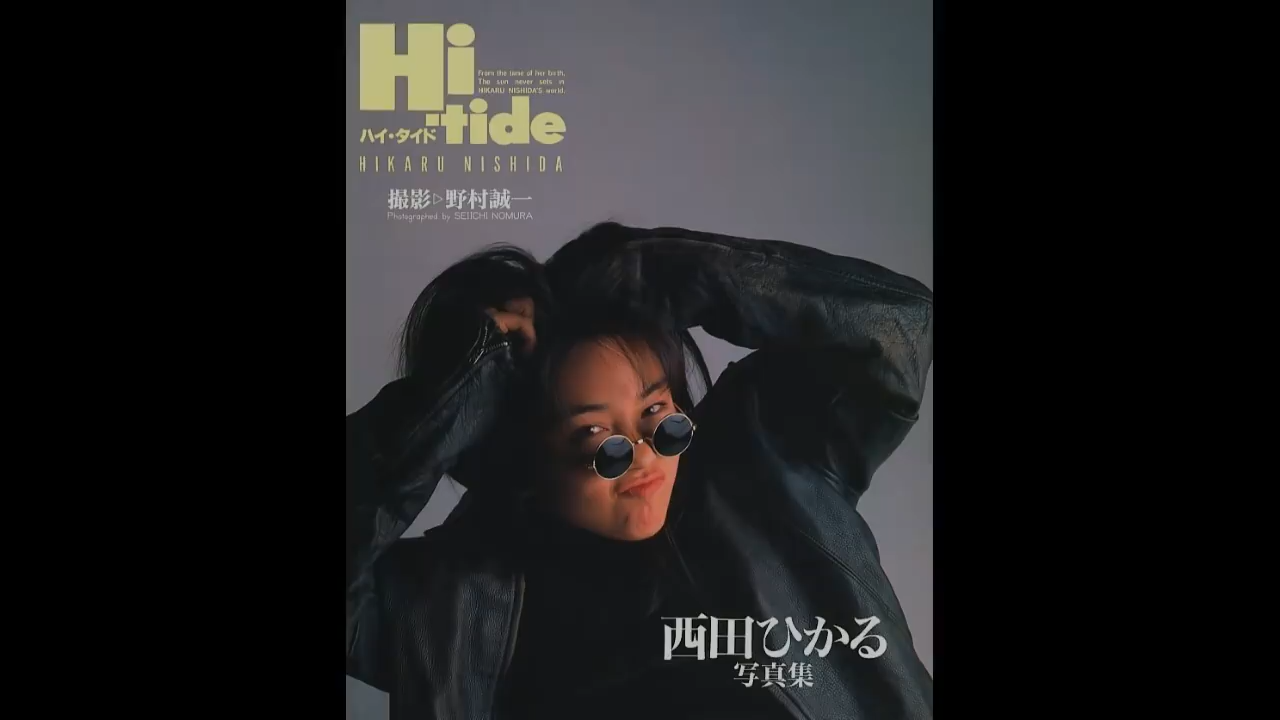 Hi
From the time of her birth,
The sun never sets in
HIKARU NISHIDA'S world.
・tide
ハイ・タイド
HIKARU NISHIDA
撮影▷野村誠一
Photographed by SEIICHI NOMURA
西田ひかる
写真集